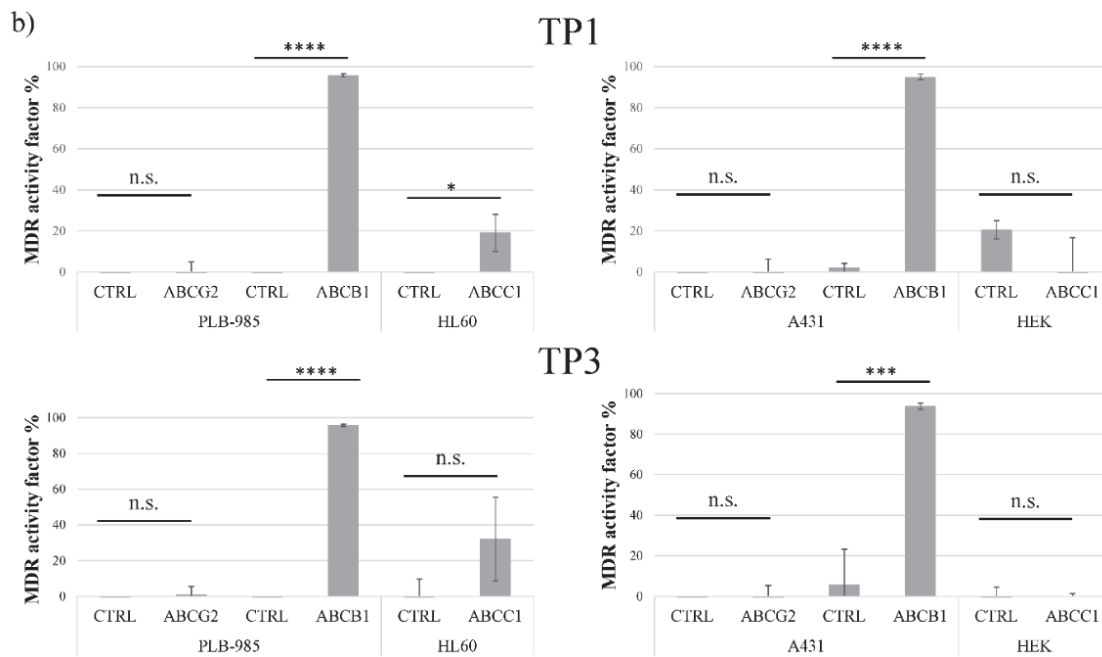 b)
TP1
MDR activity factor %
100
80
60
40
20
0
n.s.
****
*
CTRL ABCG2 CTRL ABCB1 CTRL ABCC1
PLB-985 HL60
MDR activity factor %
100
80
60
40
20
0
n.s.
****
n.s.
CTRL ABCG2 CTRL ABCB1 CTRL ABCC1
A431 HEK
TP3
MDR activity factor %
100
80
60
40
20
0
n.s.
****
n.s.
CTRL ABCG2 CTRL ABCB1 CTRL ABCC1
PLB-985 HL60
MDR activity factor %
100
80
60
40
20
0
n.s.
***
n.s.
CTRL ABCG2 CTRL ABCB1 CTRL ABCC1
A431 HEK